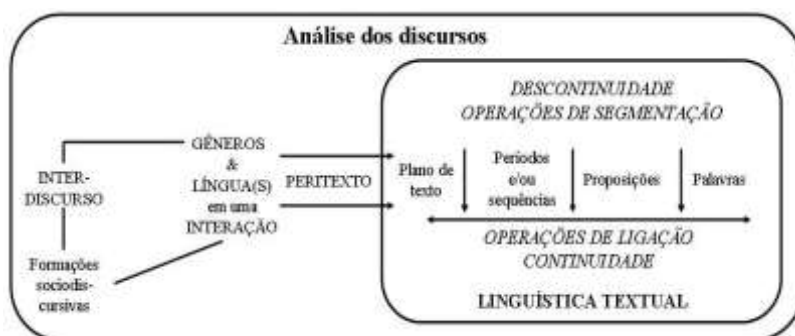 Análise dos discursos
DESCONTINUIDADE
OPERAÇÕES DE SEGMENTAÇÃO
INTER-
DISCURSO
Formações
sociodis-
cursivas
GÊNEROS
&
LÍNGUA(S)
em uma
INTERAÇÃO
PERITEXTO
Plano de
texto
Períodos
e/ou
sequências
Proposições
Palavras
OPERAÇÕES DE LIGAÇÃO
CONTINUIDADE
LINGUÍSTICA TEXTUAL